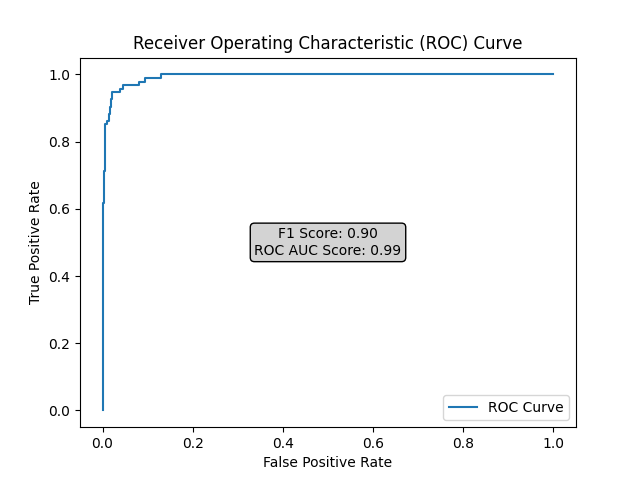 Receiver Operating Characteristic (ROC) Curve
1.0
0.8
0.6
0.4
0.2
0.0
True Positive Rate
F1 Score: 0.90
ROC AUC Score: 0.99
ROC Curve
0.0 0.2 0.4 0.6 0.8 1.0
False Positive Rate